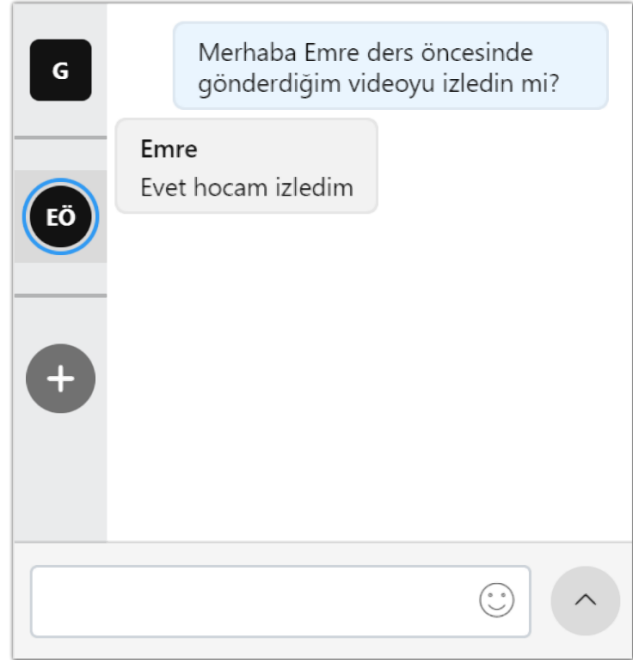 G
Merhaba Emre ders öncesinde
gönderdiğim videoyu izledin mi?
Emre
Evet hocam izledim
EÖ